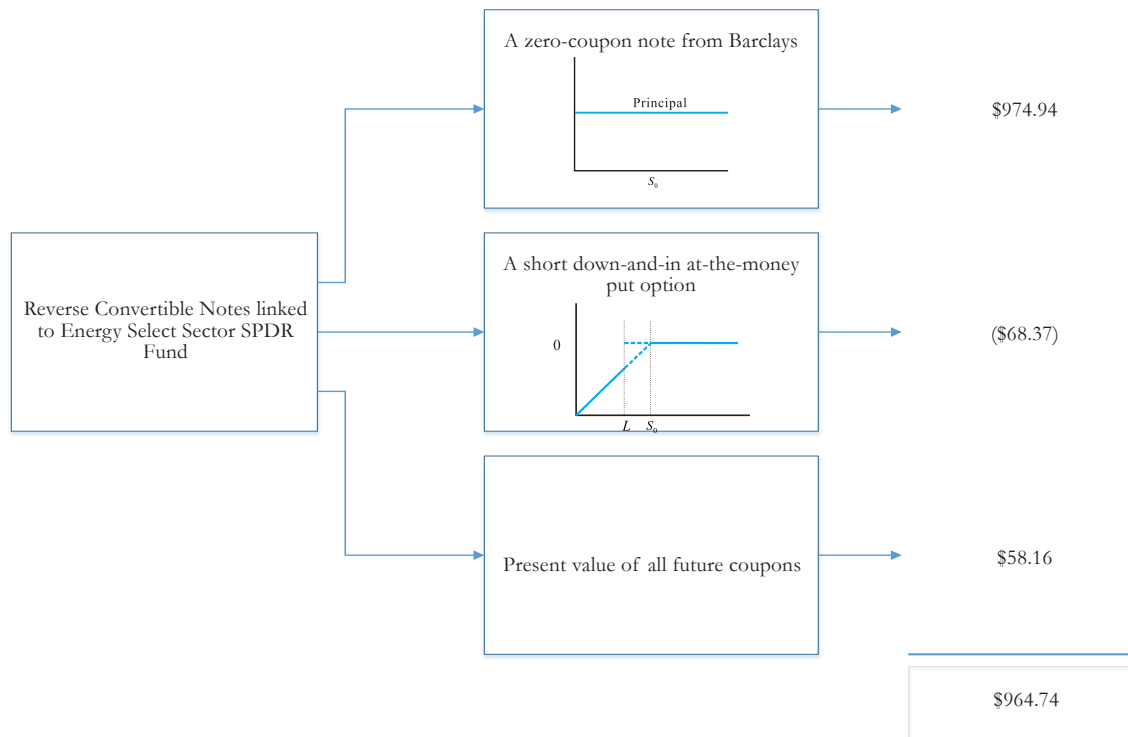 Reverse Convertible Notes linked
to Energy Select Sector SPDR
Fund
A zero-coupon note from Barclays
Principal
S₀
$974.94
A short down-and-in at-the-money
put option
0
L S₀
($68.37)
Present value of all future coupons
$58.16
$964.74